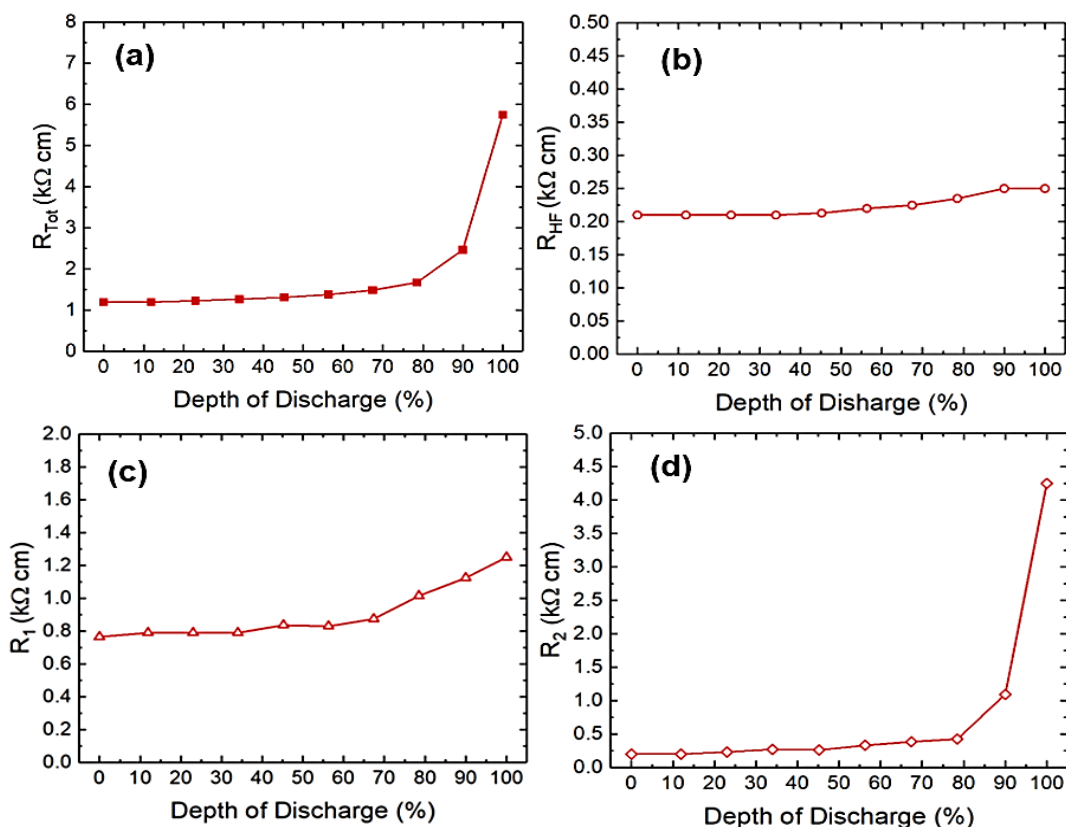 (a)
R_Tot (kΩ cm)
8
7
6
5
4
3
2
1
0
0 10 20 30 40 50 60 70 80 90 100
Depth of Discharge (%)
(b)
R_HF (kΩ cm)
0.50
0.45
0.40
0.35
0.30
0.25
0.20
0.15
0.10
0.05
0.00
0 10 20 30 40 50 60 70 80 90 100
Depth of Disharge (%)
(c)
R_1 (kΩ cm)
2.0
1.8
1.6
1.4
1.2
1.0
0.8
0.6
0.4
0.2
0.0
0 10 20 30 40 50 60 70 80 90 100
Depth of Discharge (%)
(d)
R_2 (kΩ cm)
5.0
4.5
4.0
3.5
3.0
2.5
2.0
1.5
1.0
0.5
0.0
0 10 20 30 40 50 60 70 80 90 100
Depth of Discharge (%)